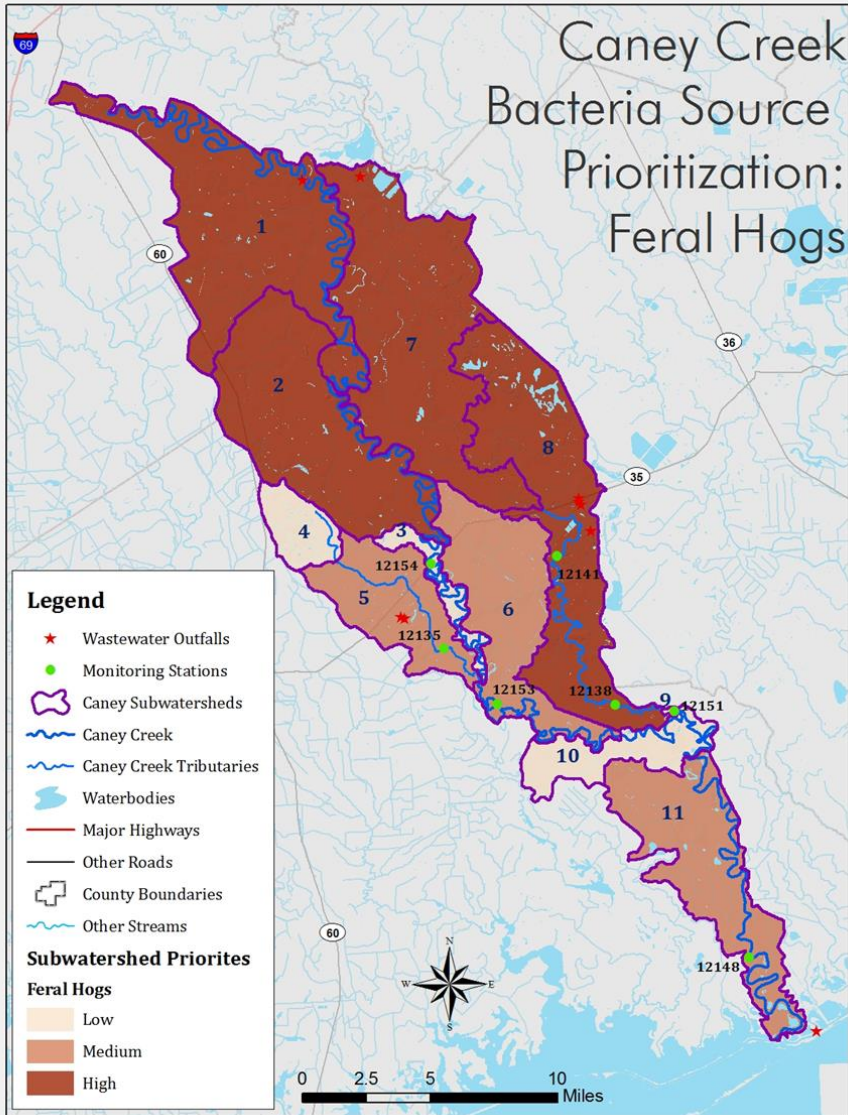 69
Caney Creek
Bacteria Source
Prioritization:
Feral Hogs
1
60
7
36
2
8
35
4
3
12154
12141
5
6
12135
12153
12138
9
12151
10
11
12148
60
N
W
E
S
Legend
Wastewater Outfalls
Monitoring Stations
Caney Subwatersheds
Caney Creek
Caney Creek Tributaries
Waterbodies
Major Highways
Other Roads
County Boundaries
Other Streams
Subwatershed Priorites
Feral Hogs
Low
Medium
High
0 2.5 5 10
Miles